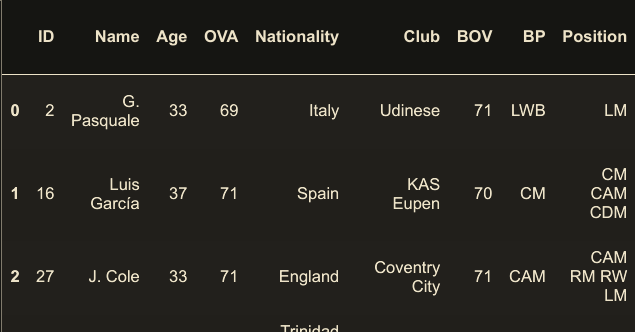 ID Name Age OVA Nationality Club BOV BP Position
0 2 G. Pasquale 33 69 Italy Udinese 71 LWB LM
1 16 Luis García 37 71 Spain KAS Eupen 70 CM CM CAM CDM
2 27 J. Cole 33 71 England Coventry City 71 CAM CAM RM RW LM
Trinidad